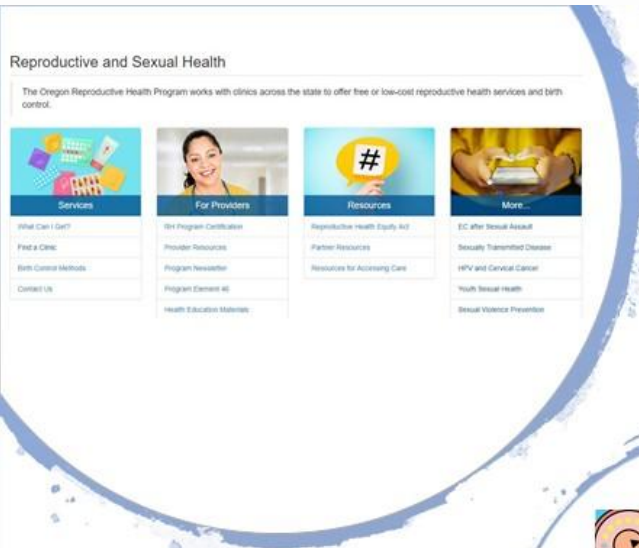 Reproductive and Sexual Health
The Oregon Reproductive Health Program works with clinics across the state to offer free or low-cost reproductive health services and birth
control.
Services
What Can I Get?
Find a Clinic
Birth Control Methods
Contact Us
For Providers
RH Program Certification
Provider Resources
Program Newsletter
Program Element 46
Health Education Materials
#
Resources
Reproductive Health Equity Act
Partner Resources
Resources for Accessing Care
More...
EC after Sexual Assault
Sexually Transmitted Disease
HPV and Cervical Cancer
Youth Sexual Health
Sexual Violence Prevention